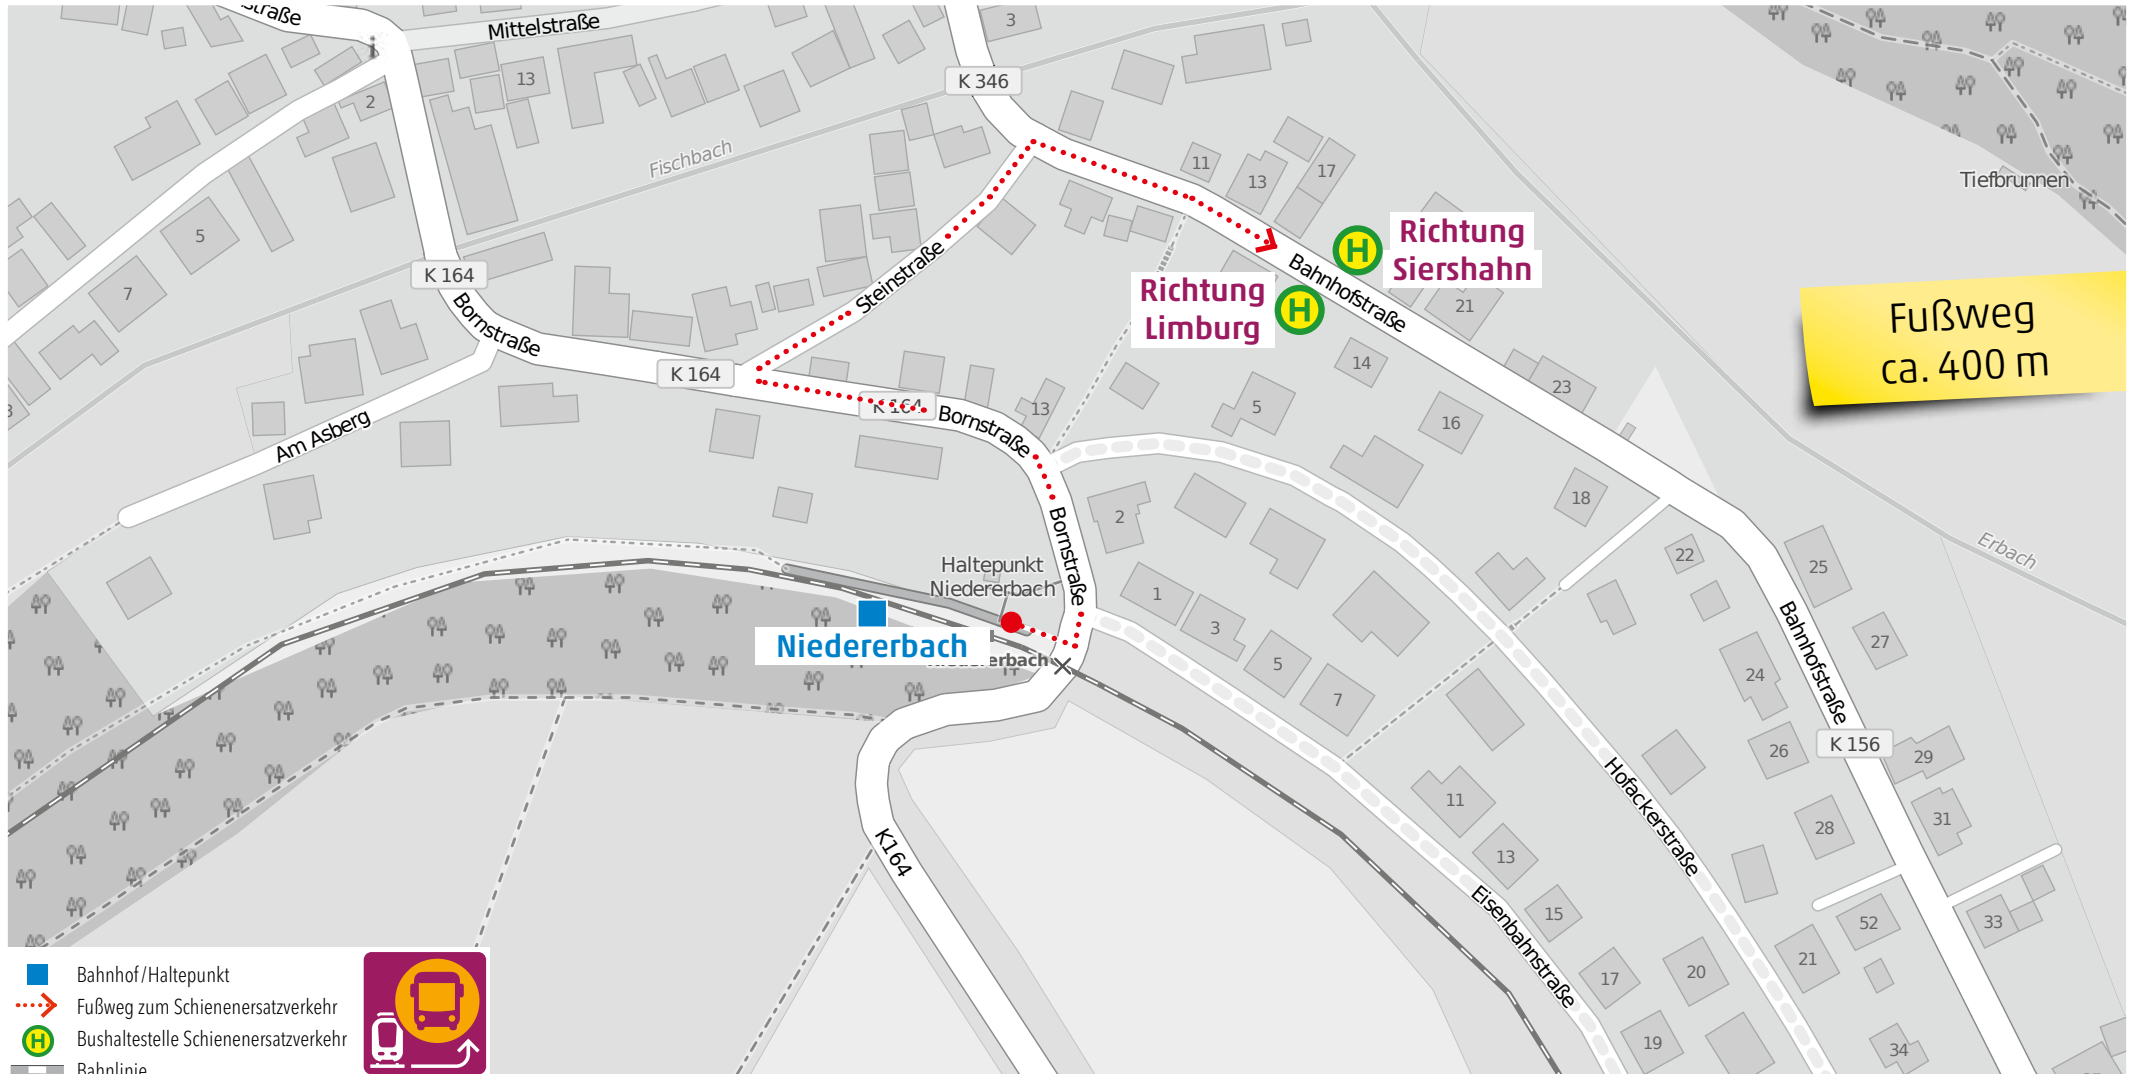 straße
Mittelstraße
3
K 346
13
2
Fischbach
11
13
17
Tiefbrunnen
5
7
K 164
Bornstraße
Steinstraße
Richtung
Siershahn
H
Richtung
Limburg
H
Bahnhofstraße
21
Fußweg
ca. 400 m
K 164
14
23
K 164
Bornstraße
13
5
16
3
Am Asberg
18
2
Bornstraße
Erbach
22
25
Haltepunkt
Niedererbach
1
3
5
7
Niedererbach
27
24
Bahnhofstraße
K 156
26
29
Hofackerstraße
11
28
31
K164
13
Eisenbahnstraße
15
52
33
21
17
20
19
34
Bahnhof/Haltepunkt
Fußweg zum Schienenersatzverkehr
H Bushaltestelle Schienenersatzverkehr
Bahnlinie